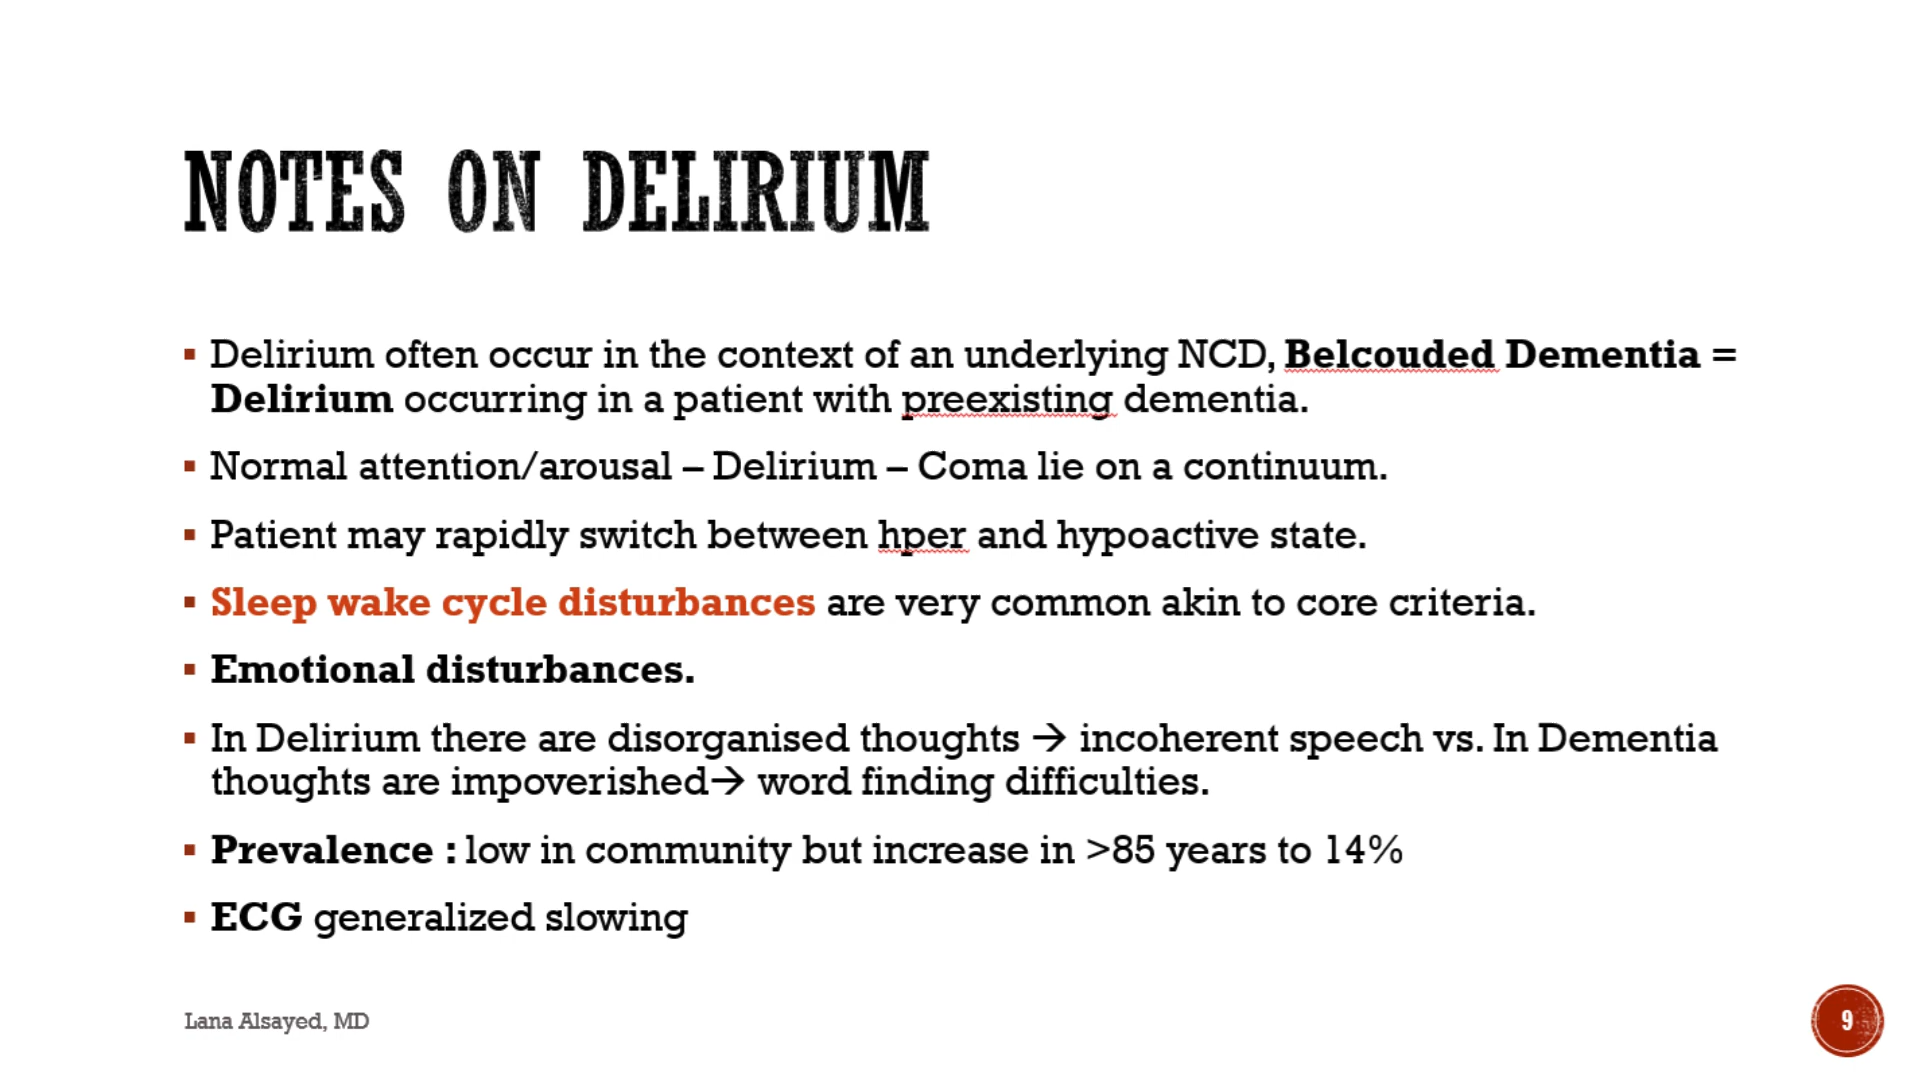 NOTES ON DELIRIUM
▪ Delirium often occur in the context of an underlying NCD, Belcouded Dementia =
Delirium occurring in a patient with preexisting dementia.
▪ Normal attention/arousal – Delirium – Coma lie on a continuum.
▪ Patient may rapidly switch between hper and hypoactive state.
▪ Sleep wake cycle disturbances are very common akin to core criteria.
▪ Emotional disturbances.
▪ In Delirium there are disorganised thoughts → incoherent speech vs. In Dementia
thoughts are impoverished→ word finding difficulties.
▪ Prevalence : low in community but increase in >85 years to 14%
▪ ECG generalized slowing
Lana Alsayed, MD
9